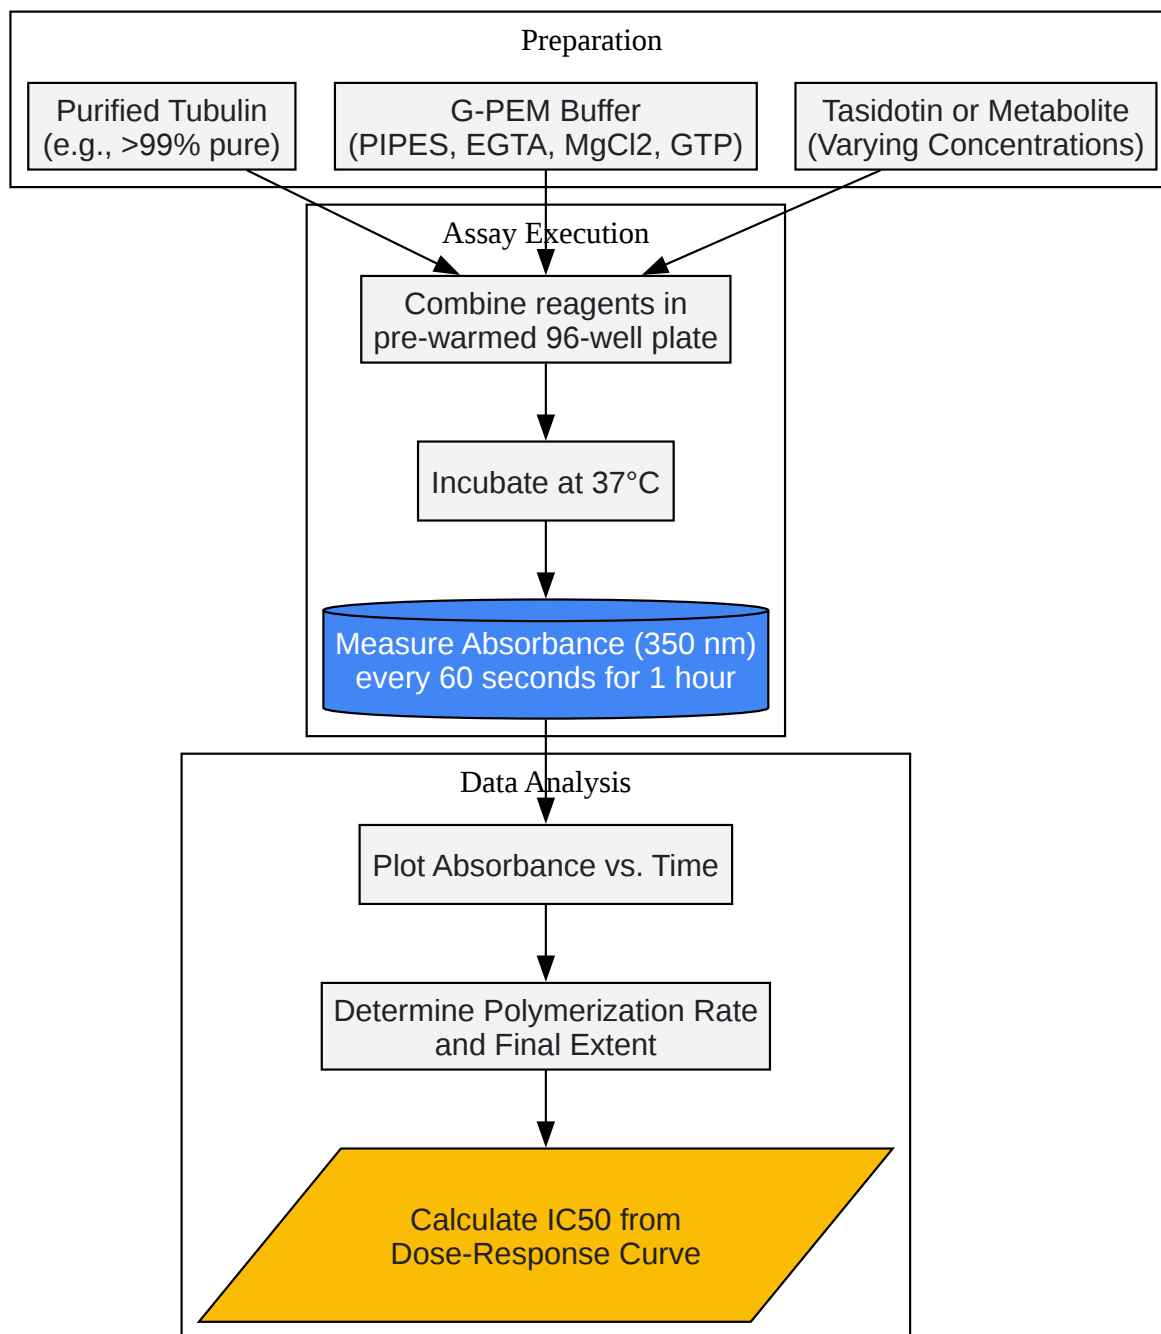 Preparation
Purified Tubulin
(e.g., >99% pure)
G-PEM Buffer
(PIPES, EGTA, MgCl2, GTP)
Tasidotin or Metabolite
(Varying Concentrations)
Assay Execution
Combine reagents in
pre-warmed 96-well plate
Incubate at 37°C
Measure Absorbance (350 nm)
every 60 seconds for 1 hour
Data Analysis
Plot Absorbance vs. Time
Determine Polymerization Rate
and Final Extent
Calculate IC50 from
Dose-Response Curve